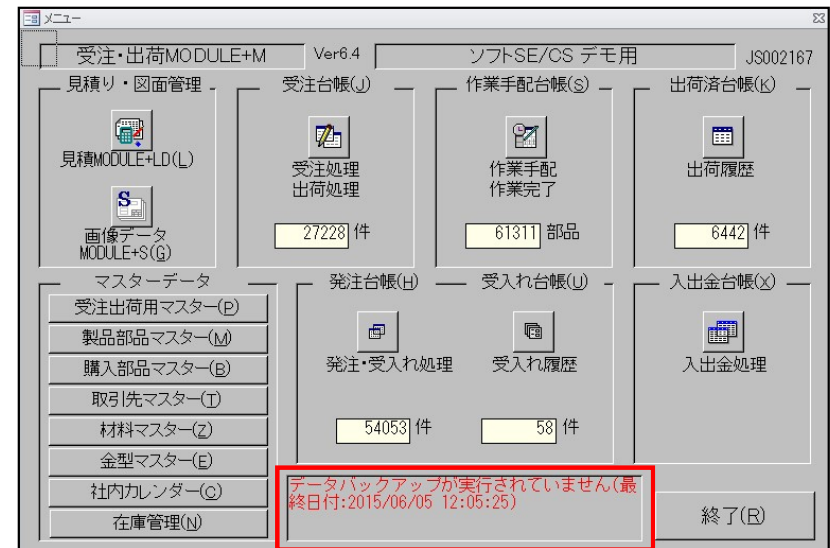 メニュー
受注・出荷MODULE+M Ver6.4 ソフトSE/CS デモ用 JS002167
見積り・図面管理
見積MODULE+LD(L)
画像データ
MODULE+S(G)
受注台帳(J)
受注処理
出荷処理
27228 件
作業手配台帳(S)
作業手配
作業完了
61311 部品
出荷済台帳(K)
出荷履歴
6442 件
マスターデータ
受注出荷用マスター(P)
製品部品マスター(M)
購入部品マスター(B)
取引先マスター(T)
材料マスター(Z)
金型マスター(E)
社内カレンダー(C)
在庫管理(N)
発注台帳(H)
発注・受入れ処理
54053 件
受入れ台帳(U)
受入れ履歴
58 件
入出金台帳(X)
入出金処理
データバックアップが実行されていません(最
終日付:2015/06/05 12:05:25)
終了(R)